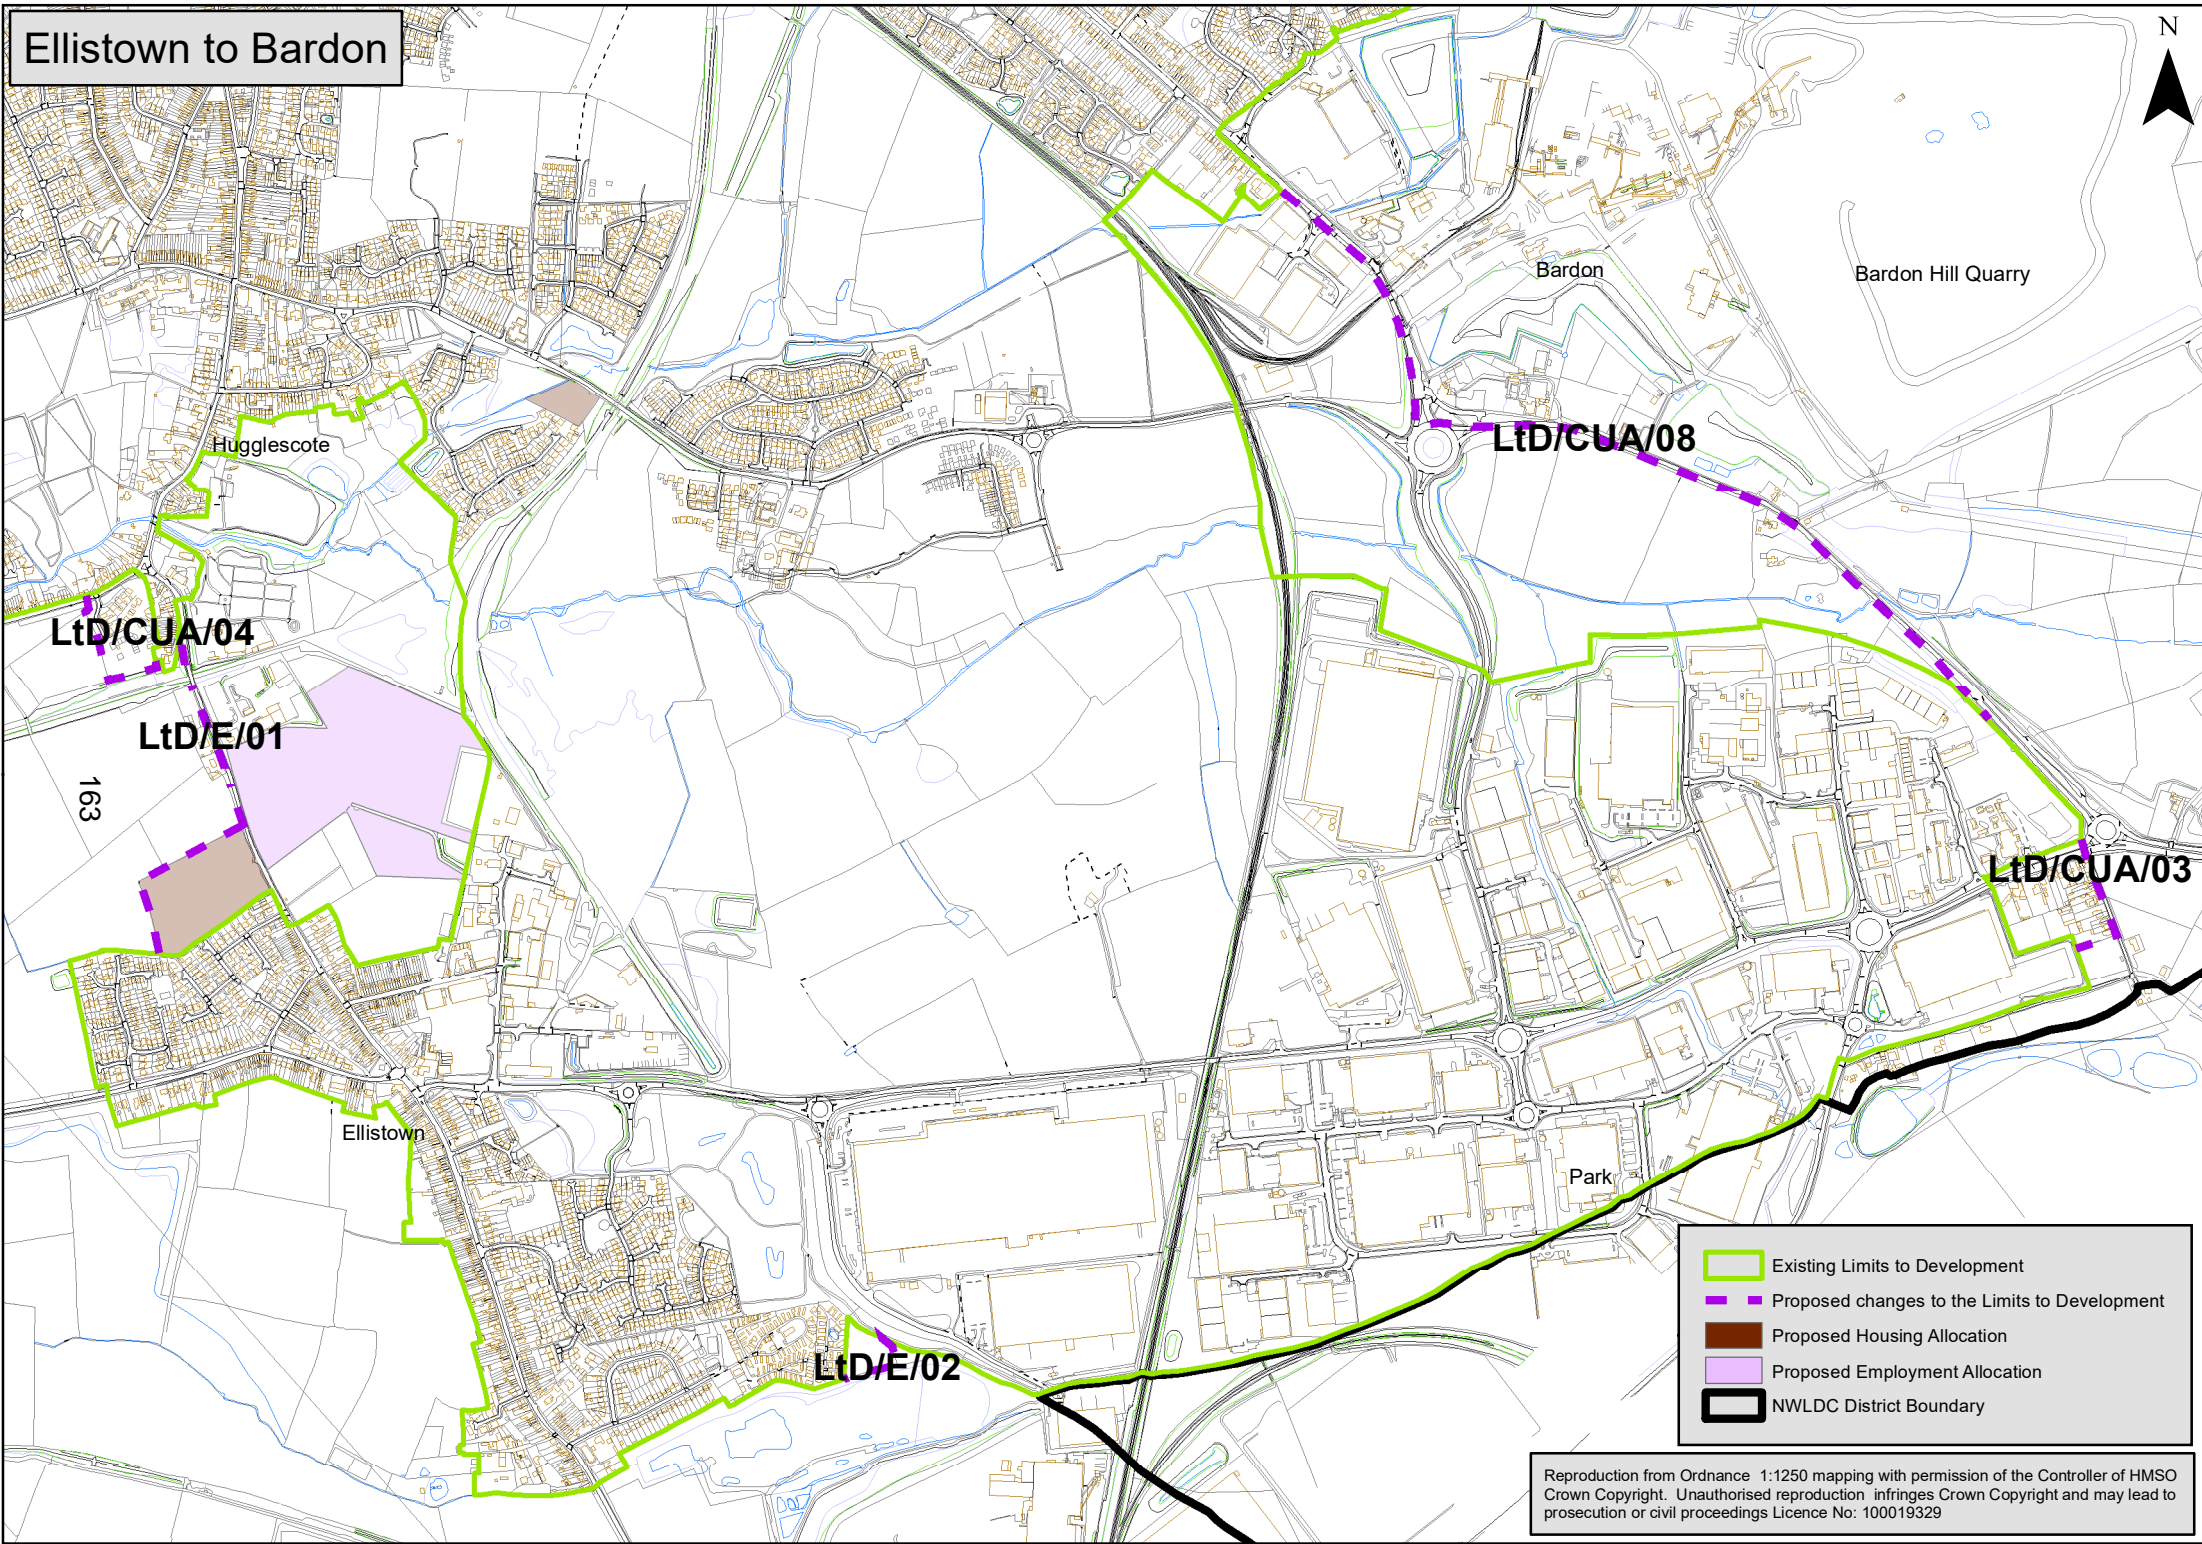 Ellistown to Bardon
N
Bardon
Bardon Hill Quarry
Hugglescote
LtD/CUA/08
LtD/CUA/04
LtD/E/01
163
LtD/CUA/03
Ellistown
Park
LtD/E/02
Existing Limits to Development
Proposed changes to the Limits to Development
Proposed Housing Allocation
Proposed Employment Allocation
NWLDC District Boundary
Reproduction from Ordnance 1:1250 mapping with permission of the Controller of HMSO
Crown Copyright. Unauthorised reproduction infringes Crown Copyright and may lead to
prosecution or civil proceedings Licence No: 100019329